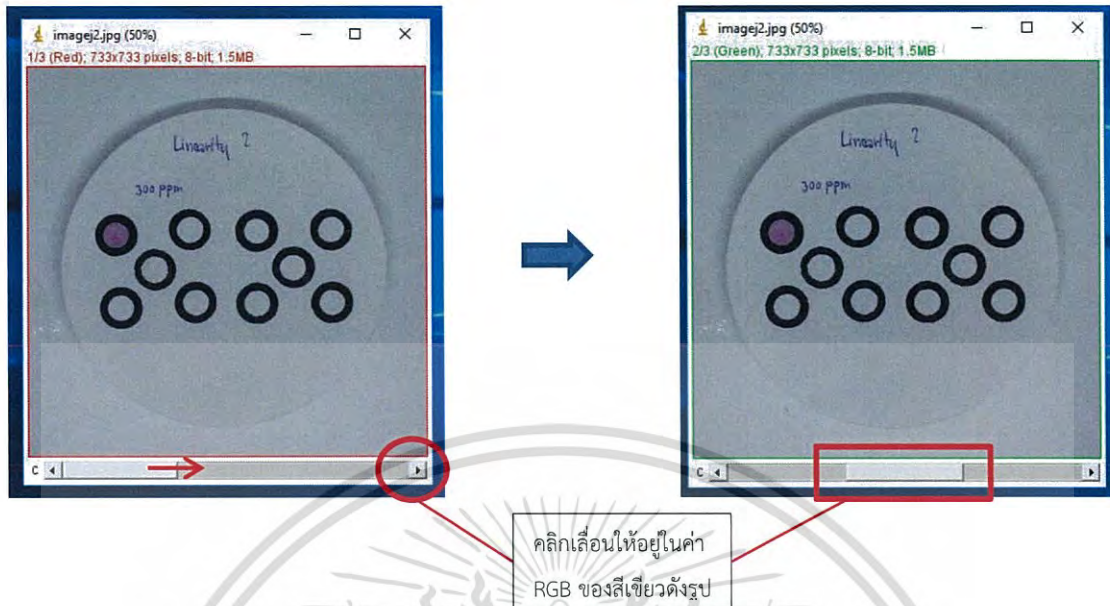 imagej2.jpg (50%)
1/3 (Red); 733x733 pixels; 8-bit; 1.5MB
Linearity 2
300 ppm
C
imagej2.jpg (50%)
2/3 (Green); 733x733 pixels; 8-bit; 1.5MB
Linearity 2
300 ppm
C
คลิกเลื่อนให้อยู่ในค่า
RGB ของสีเขียวดังรูป